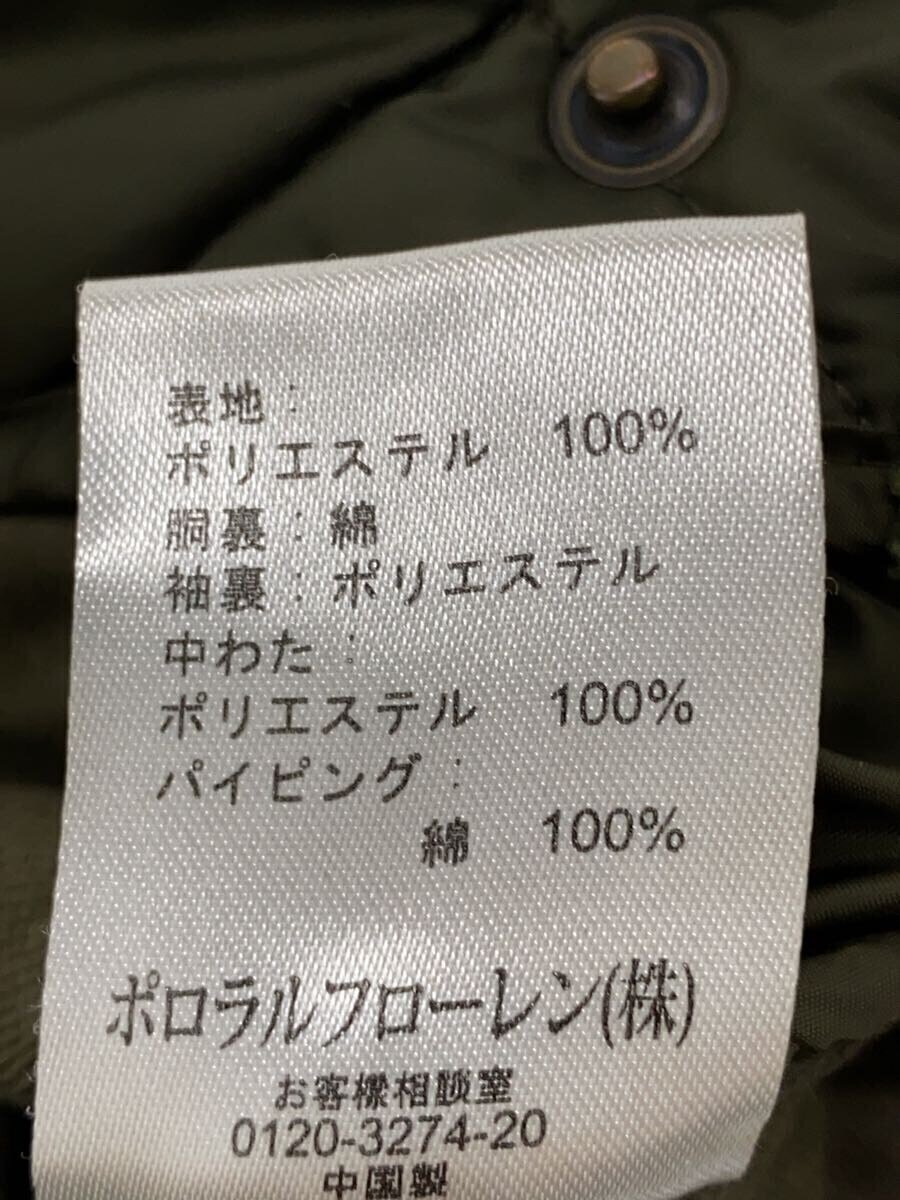 表地：
ポリエステル 100%
胴裏：綿
袖裏：ポリエステル
中わた：
ポリエステル 100%
パイピング：
綿 100%
ポロラルフローレン(株)
お客様相談室
0120-3274-20
中国製